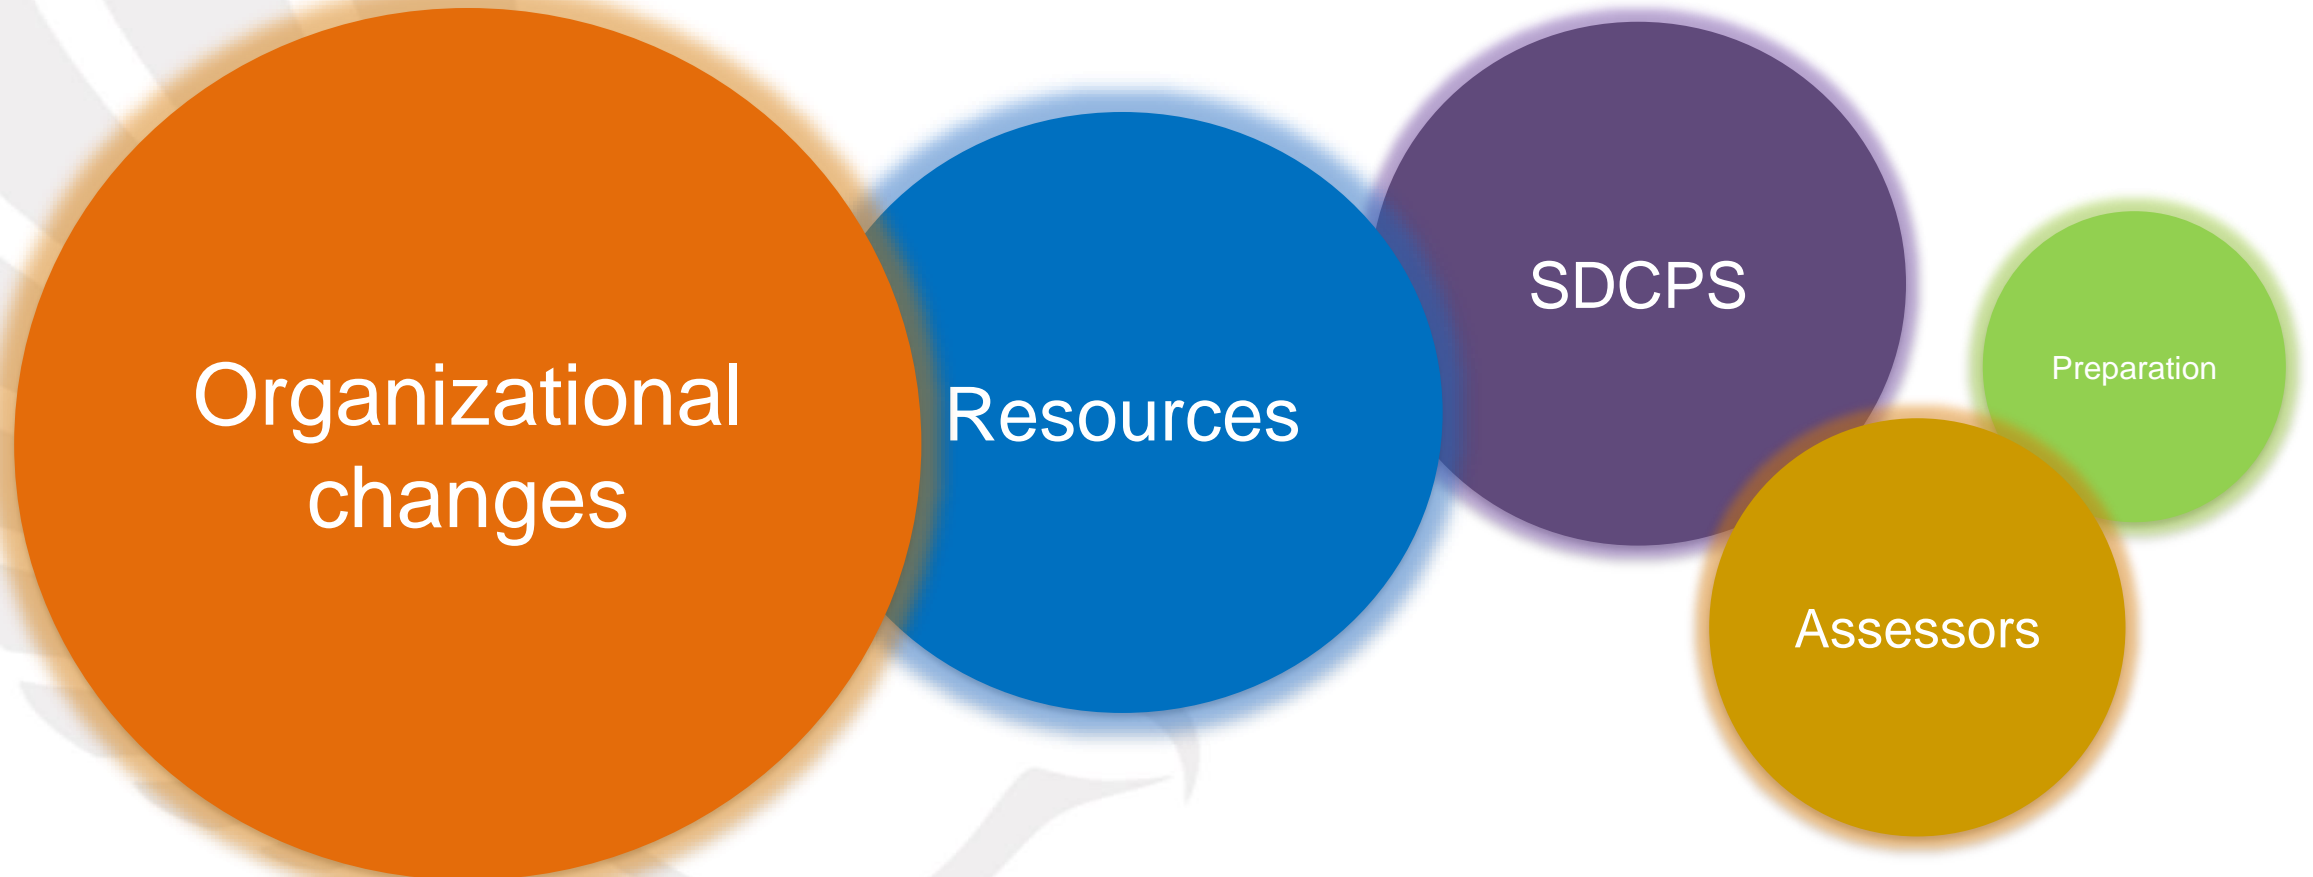 Organizational
changes
Resources
SDCPS
Preparation
Assessors